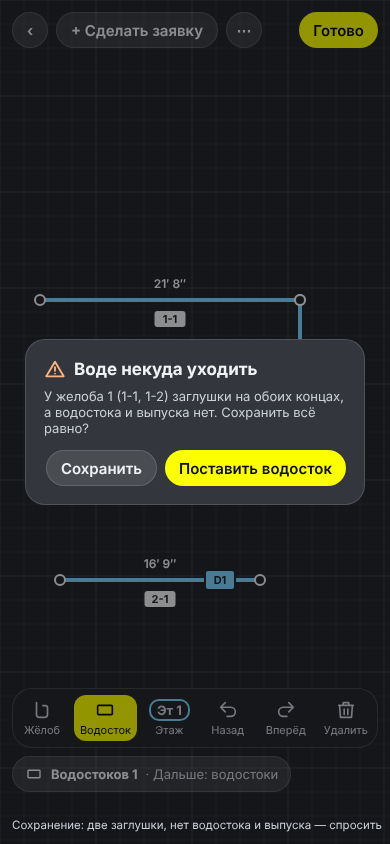 ‹ + Сделать заявку ··· Готово
21′ 8″
1-1
Воде некуда уходить
У желоба 1 (1-1, 1-2) заглушки на обоих концах,
а водостока и выпуска нет. Сохранить всё
равно?
Сохранить Поставить водосток
16′ 9″
D1
2-1
Эт 1
Жёлоб Водосток Этаж Назад Вперёд Удалить
Водостоков 1 · Дальше: водостоки
Сохранение: две заглушки, нет водостока и выпуска — спросить